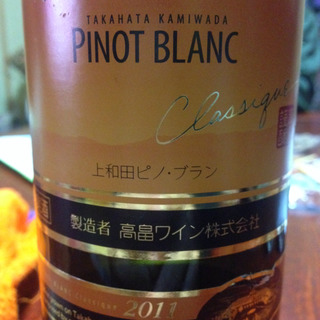 TAKAHATA KAMIWADA
PINOT BLANC
Classique
上和田ピノ・ブラン
製造者 高畠ワイン株式会社
2011